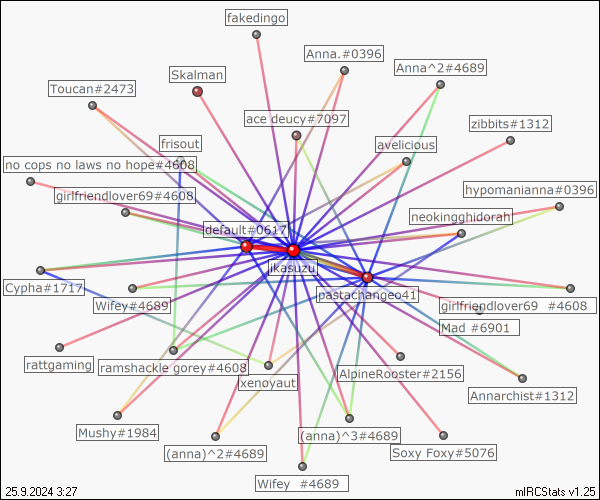 fakedingo
Anna.#0396
Anna^2#4689
Skalman
Toucan#2473
ace deucy#7097
zibbits#1312
frisout
avelicious
no cops no laws no hope#4608
girlfriendlover69#4608
hypomanianna#0396
neokingghidorah
default#0617
ikasuzu
Cypha#1717
pastachangeo41
Wifey#4689
girlfriendlover69 #4608
Mad #6901
rattgaming
ramshackle gorey#4608
AlpineRooster#2156
xenoyaut
Annarchist#1312
Mushy#1984
(anna)^3#4689
(anna)^2#4689
Soxy Foxy#5076
Wifey #4689
25.9.2024 3:27
mIRCStats v1.25